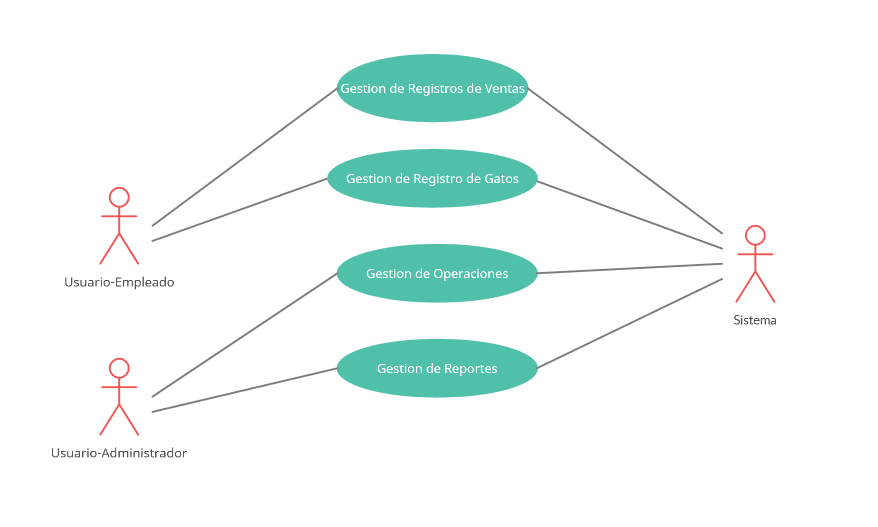 Gestion de Registros de Ventas
Gestion de Registro de Gatos
Usuario-Empleado
Gestion de Operaciones
Sistema
Gestion de Reportes
Usuario-Administrador